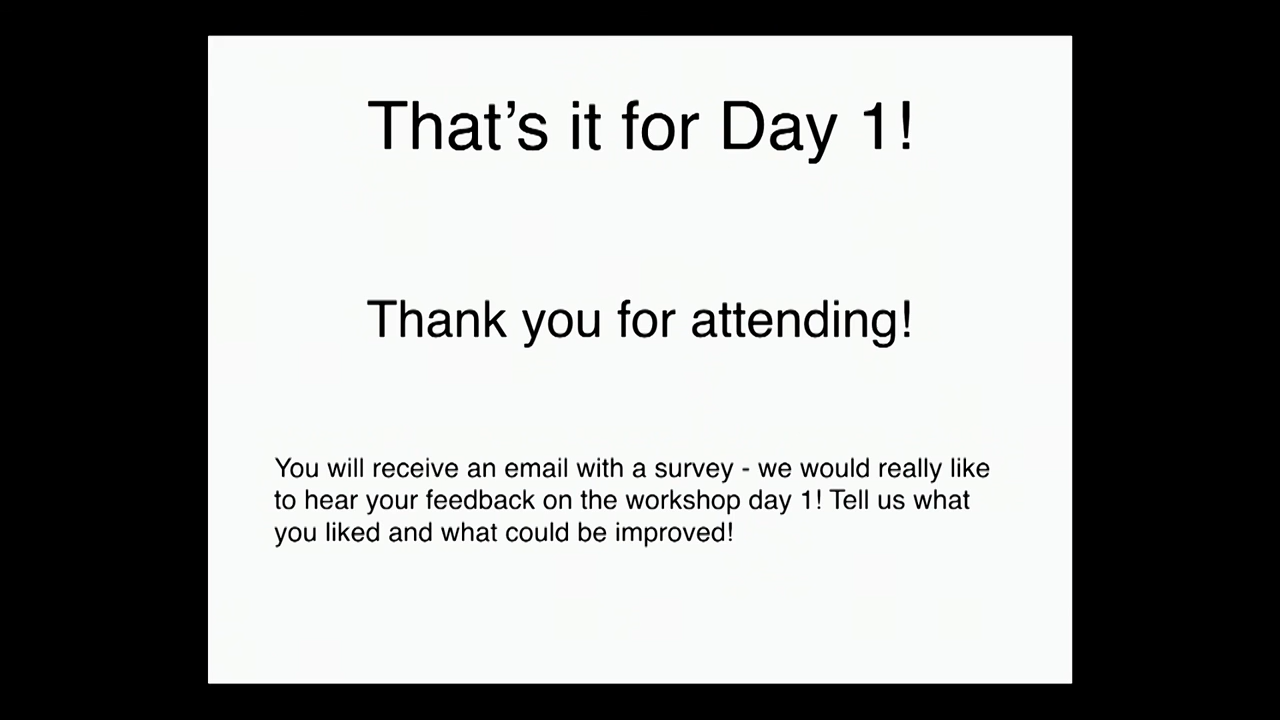 That’s it for Day 1!
Thank you for attending!
You will receive an email with a survey - we would really like
to hear your feedback on the workshop day 1! Tell us what
you liked and what could be improved!